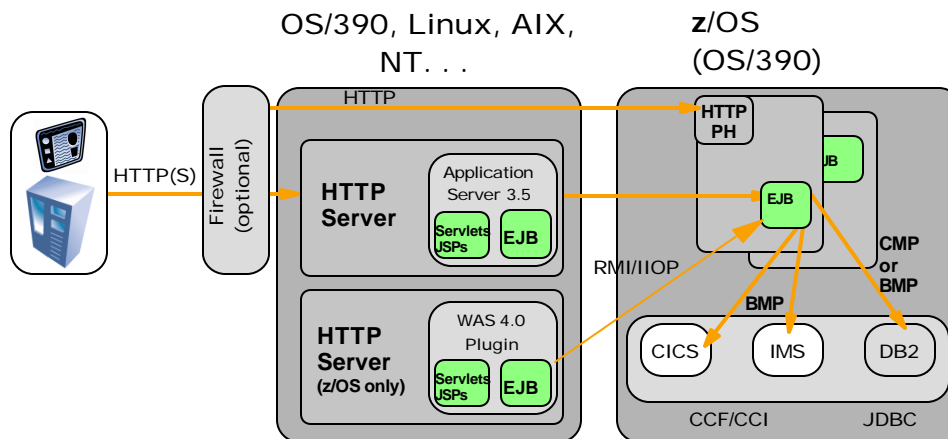 OS/390, Linux, AIX,
NT. . .
z/OS
(OS/390)
HTTP
HTTP
PH
HTTP(S)
Firewall
(optional)
HTTP
Server
Application
Server 3.5
Servlets
JSPs
EJB
EJB
RMI/IIOP
CMP
or
BMP
BMP
HTTP
Server
(z/OS only)
WAS 4.0
Plugin
Servlets
JSPs
EJB
CICS
IMS
DB2
CCF/CCI
JDBC